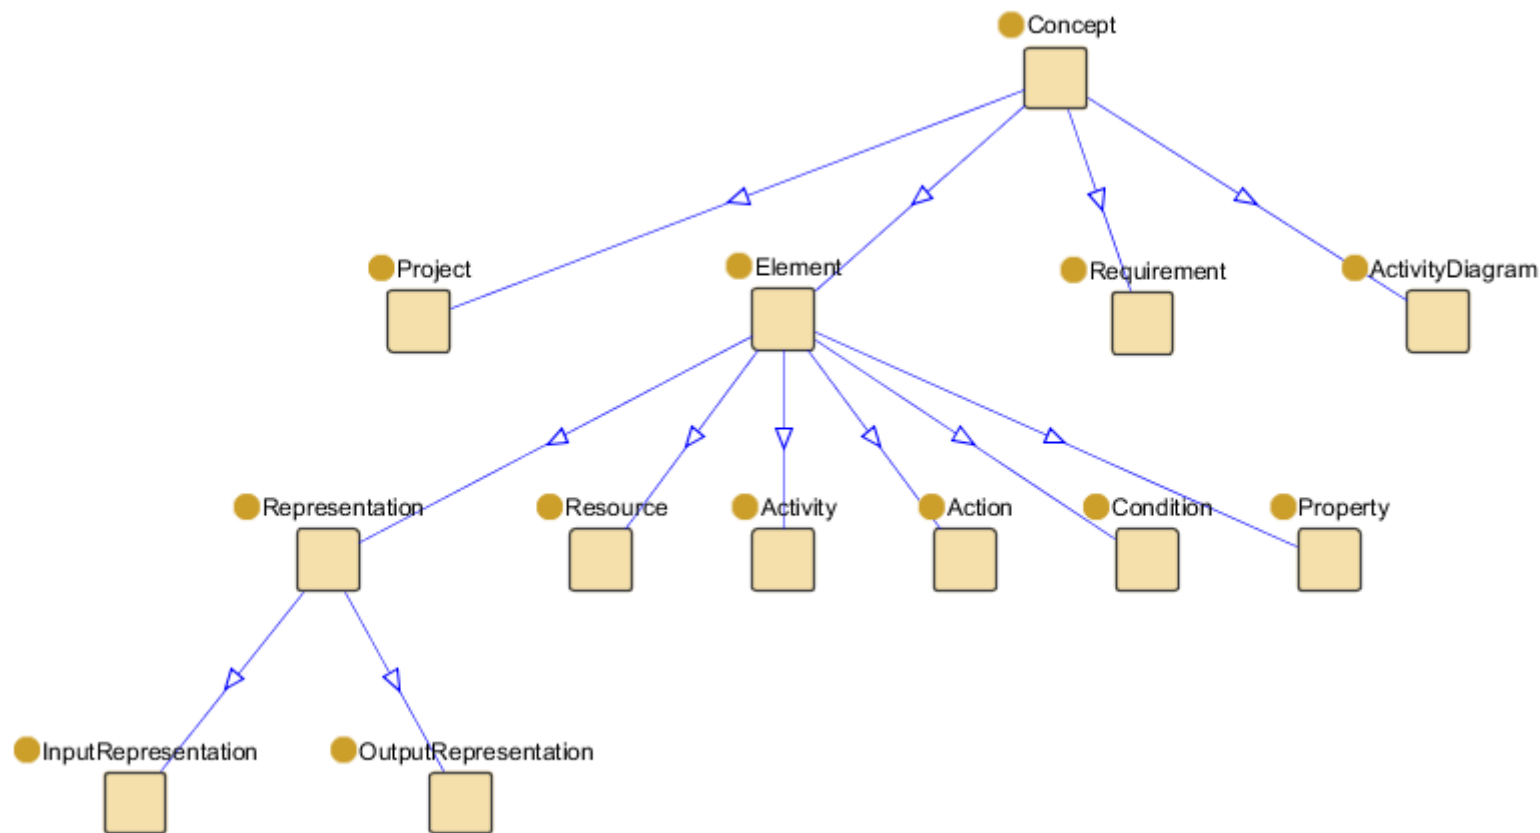 Concept
Project
Element
Requirement
ActivityDiagram
Representation
Resource
Activity
Action
Condition
Property
InputRepresentation
OutputRepresentation